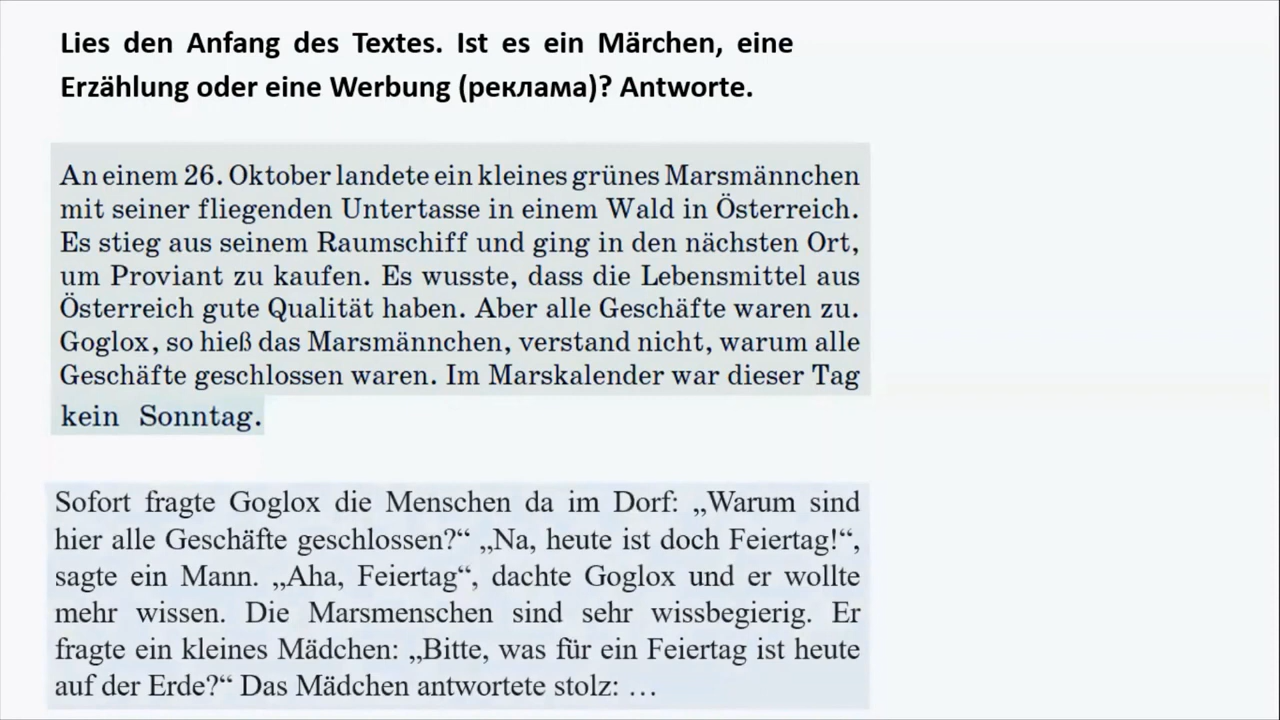 Lies den Anfang des Textes. Ist es ein Märchen, eine
Erzählung oder eine Werbung (реклама)? Antworte.
An einem 26. Oktober landete ein kleines grünes Marsmännchen
mit seiner fliegenden Untertasse in einem Wald in Österreich.
Es stieg aus seinem Raumschiff und ging in den nächsten Ort,
um Proviant zu kaufen. Es wusste, dass die Lebensmittel aus
Österreich gute Qualität haben. Aber alle Geschäfte waren zu.
Goglox, so hieß das Marsmännchen, verstand nicht, warum alle
Geschäfte geschlossen waren. Im Marskalender war dieser Tag
kein Sonntag.
Sofort fragte Goglox die Menschen da im Dorf: „Warum sind
hier alle Geschäfte geschlossen?“ „Na, heute ist doch Feiertag!“,
sagte ein Mann. „Aha, Feiertag“, dachte Goglox und er wollte
mehr wissen. Die Marsmenschen sind sehr wissbegierig. Er
fragte ein kleines Mädchen: „Bitte, was für ein Feiertag ist heute
auf der Erde?“ Das Mädchen antwortete stolz: …